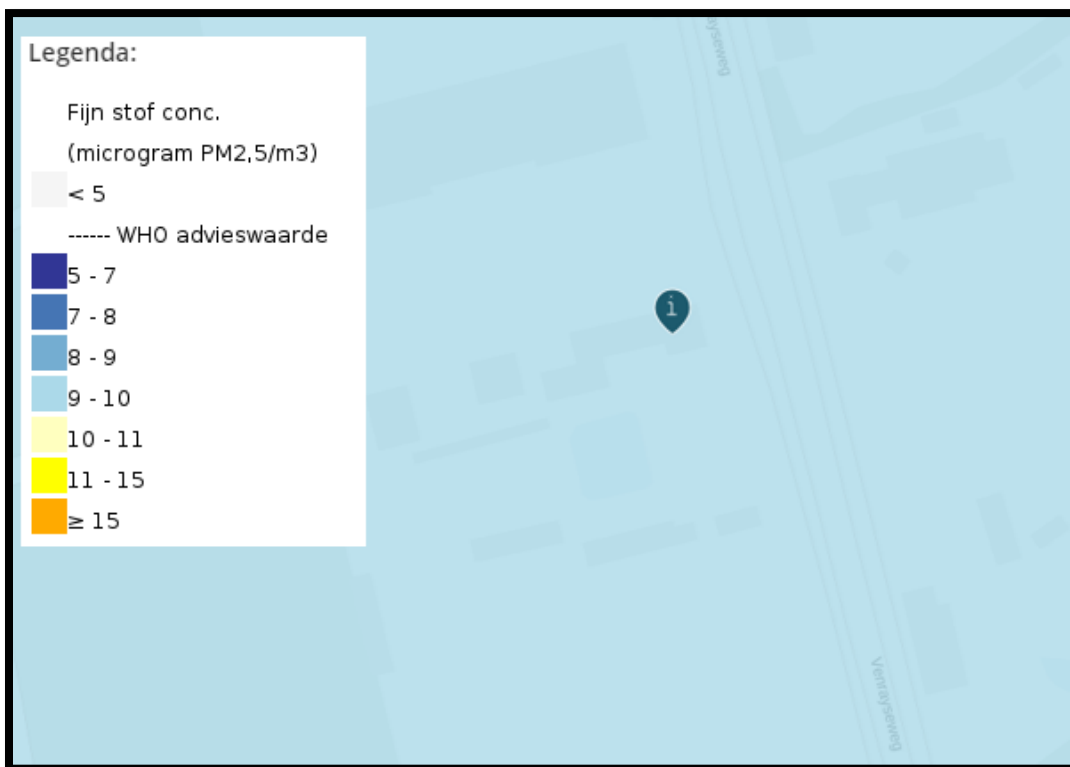 Legenda:
Fijn stof conc.
(microgram PM2,5/m3)
< 5
------ WHO advieswaarde
5 - 7
7 - 8
8 - 9
9 - 10
10 - 11
11 - 15
≥ 15
ayseweg
i
Venrayseweg